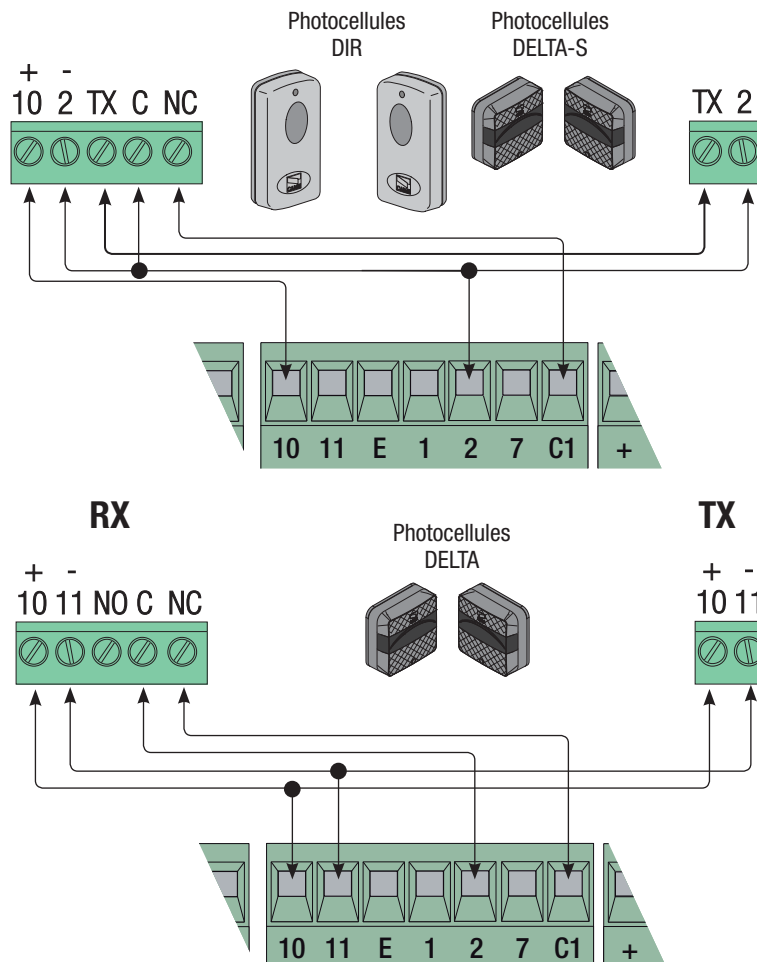 Photocellules DIR
Photocellules DELTA-S
+ -
10 2 TX C NC
TX 2
10 11 E 1 2 7 C1 +
RX
TX
Photocellules DELTA
+ -
10 11 NO C NC
+ -
10 11
10 11 E 1 2 7 C1 +